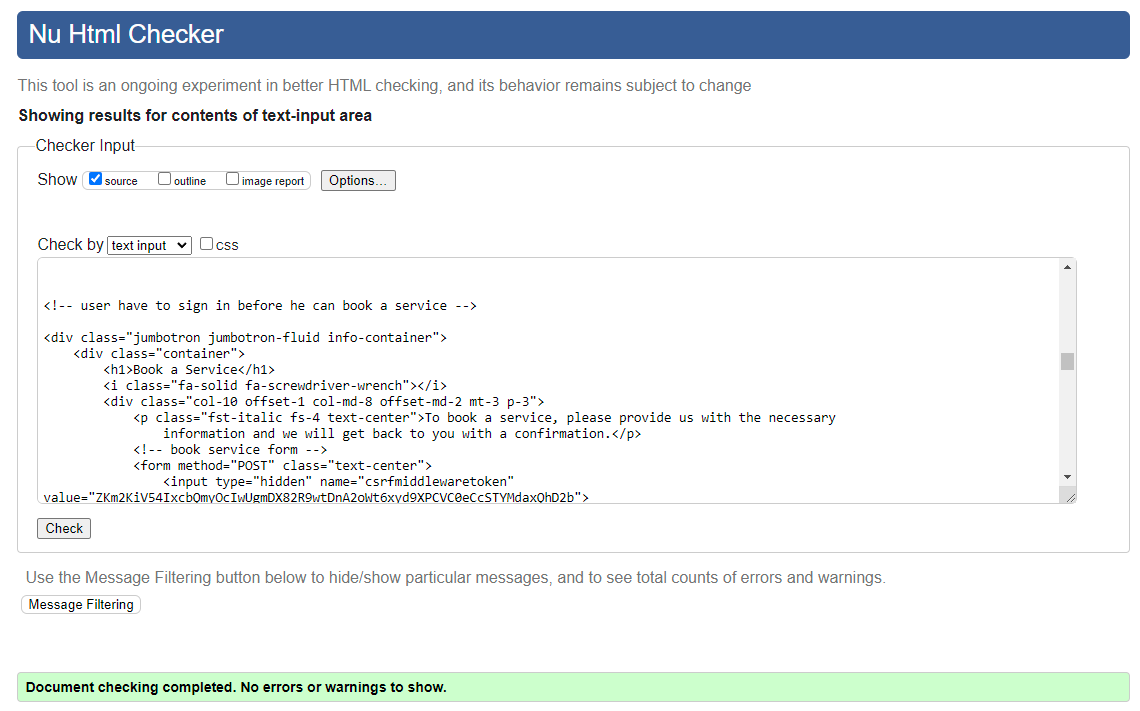 Nu Html Checker
This tool is an ongoing experiment in better HTML checking, and its behavior remains subject to change
Showing results for contents of text-input area
Checker Input
Show source outline image report Options...
Check by text input css
<!-- user have to sign in before he can book a service -->
<div class="jumbotron jumbotron-fluid info-container">
<div class="container">
<h1>Book a Service</h1>
<i class="fa-solid fa-screwdriver-wrench"></i>
<div class="col-10 offset-1 col-md-8 offset-md-2 mt-3 p-3">
<p class="fst-italic fs-4 text-center">To book a service, please provide us with the necessary
information and we will get back to you with a confirmation.</p>
<!-- book service form -->
<form method="POST" class="text-center">
<input type="hidden" name="csrfmiddlewaretoken"
value="ZKm2KiV54IxcbQmyOcIwUgmDX82R9wtDnA2oWt6xyd9XPCVC0eCcSTYMdaxQhD2b">
Check
Use the Message Filtering button below to hide/show particular messages, and to see total counts of errors and warnings.
Message Filtering
Document checking completed. No errors or warnings to show.